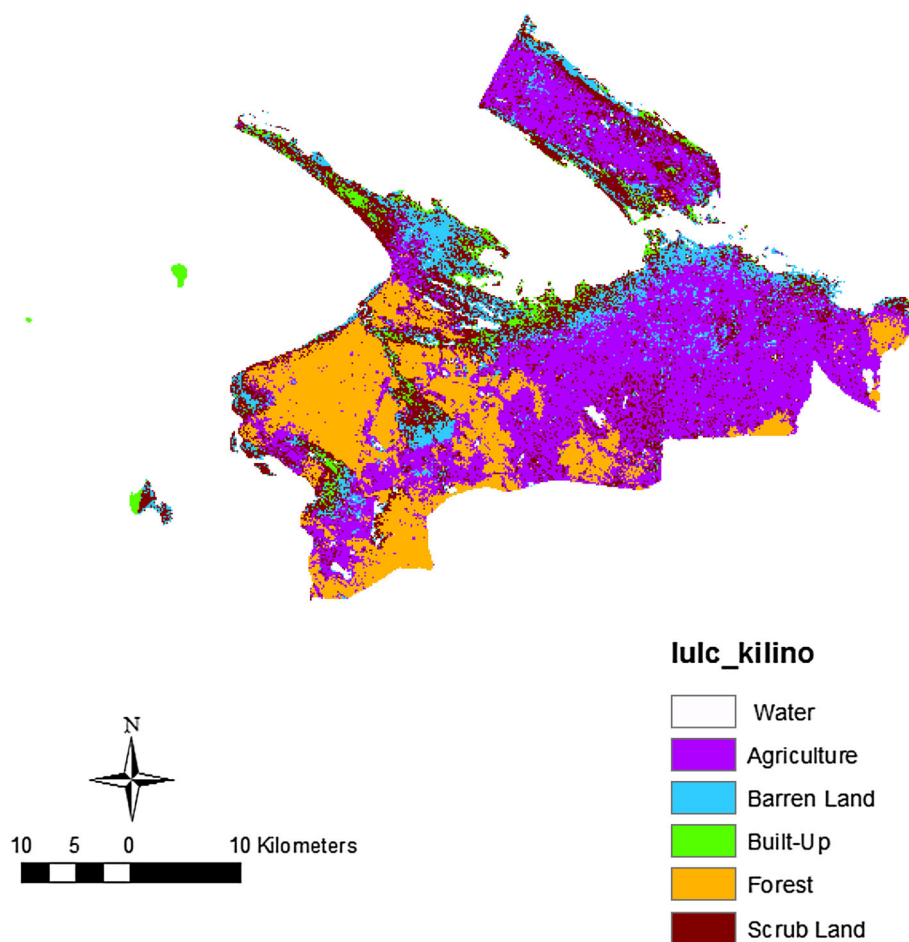 lulc_kilino
Water
Agriculture
Barren Land
Built-Up
Forest
Scrub Land
N
10 5 0 10 Kilometers